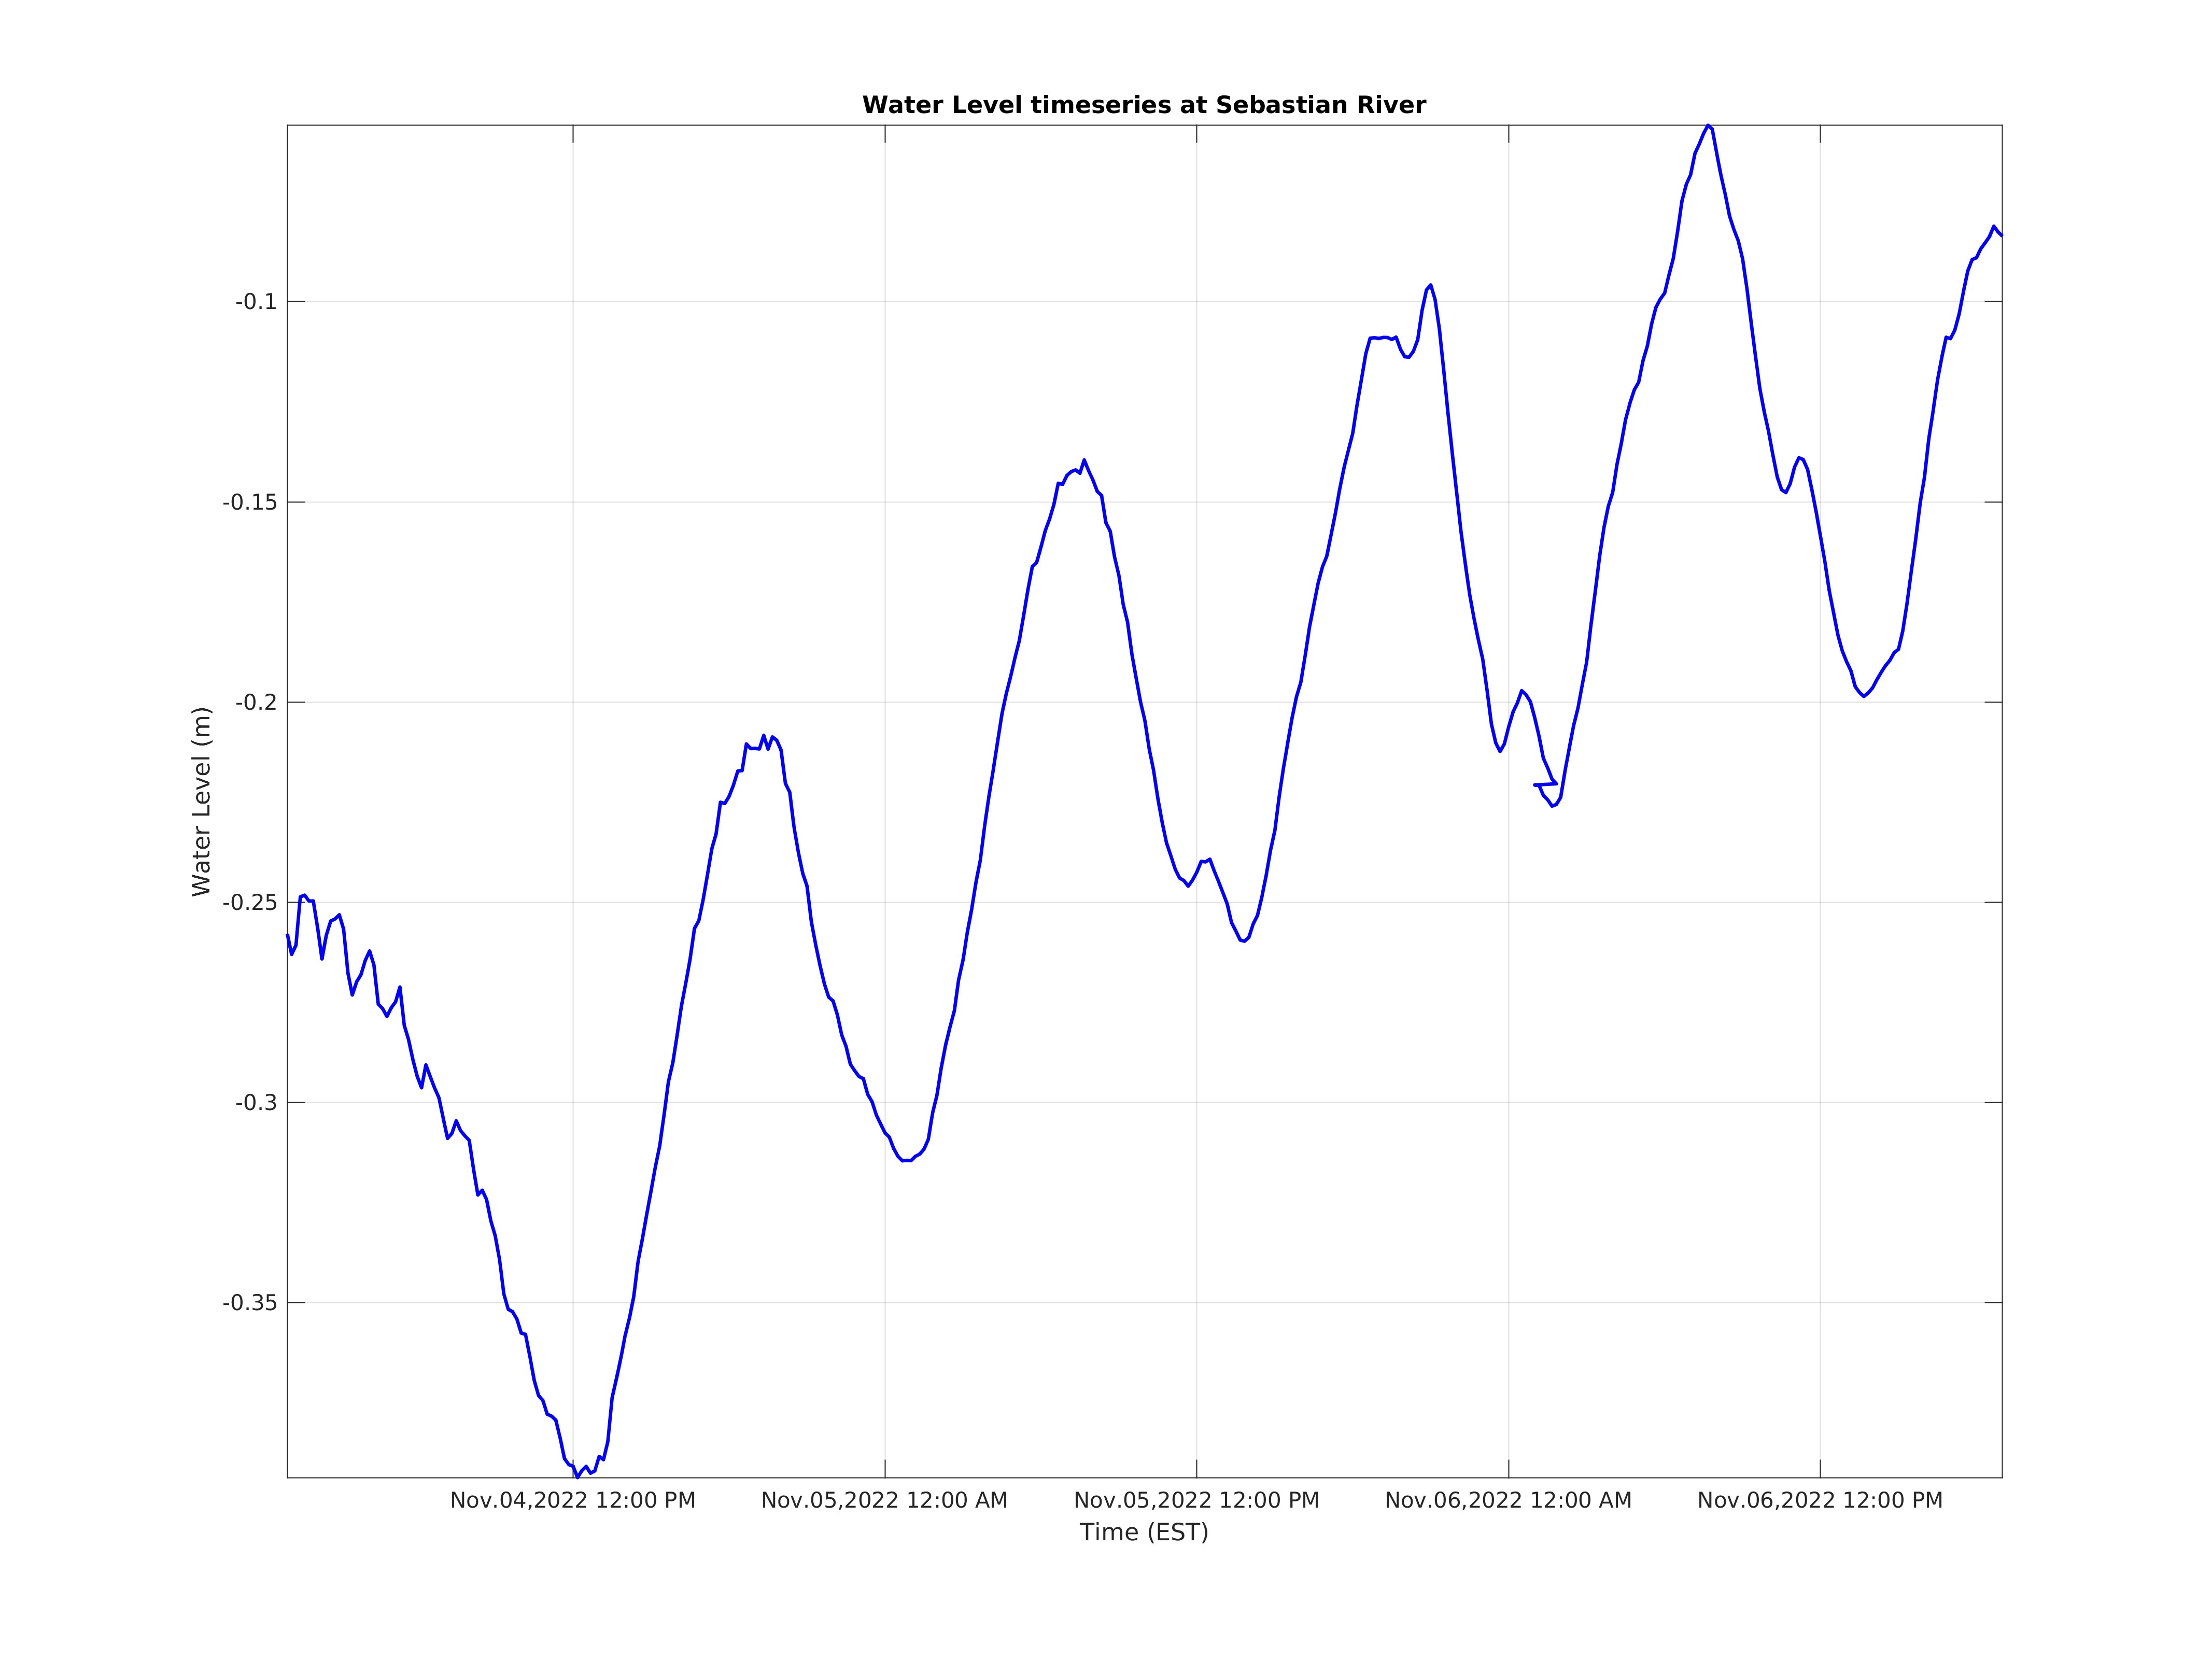 Water Level timeseries at Sebastian River
Water Level (m)
-0.1
-0.15
-0.2
-0.25
-0.3
-0.35
Nov.04,2022 12:00 PM
Nov.05,2022 12:00 AM
Nov.05,2022 12:00 PM
Nov.06,2022 12:00 AM
Nov.06,2022 12:00 PM
Time (EST)